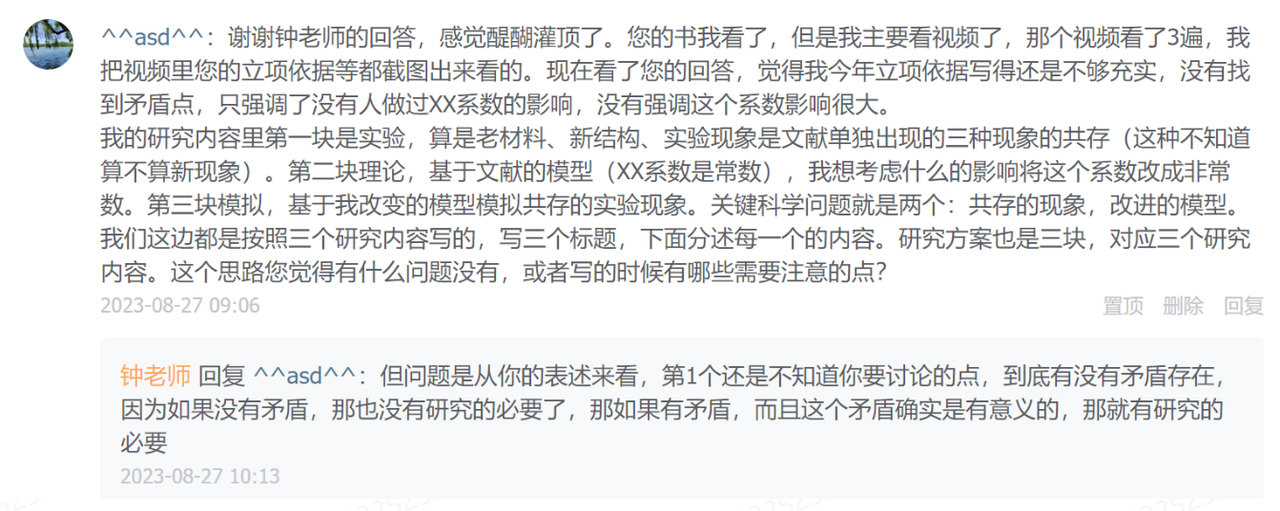 ^^asd^^：谢谢钟老师的回答，感觉醍醐灌顶了。您的书我看了，但是我主要看视频了，那个视频看了3遍，我
把视频里您的立项依据等都截图出来看的。现在看了您的回答，觉得我今年立项依据写得还是不够充实，没有找
到矛盾点，只强调了没有人做过XX系数的影响，没有强调这个系数影响很大。
我的研究内容里第一块是实验，算是老材料、新结构、实验现象是文献单独出现的三种现象的共存（这种不知道
算不算新现象）。第二块理论，基于文献的模型（XX系数是常数），我想考虑什么的影响将这个系数改成非常
数。第三块模拟，基于我改变的模型模拟共存的实验现象。关键科学问题就是两个：共存的现象，改进的模型。
我们这边都是按照三个研究内容写的，写三个标题，下面分述每一个的内容。研究方案也是三块，对应三个研究
内容。这个思路您觉得有什么问题没有，或者写的时候有哪些需要注意的点？
2023-08-27 09:06 置顶 删除 回复
钟老师 回复 ^^asd^^：但问题是从你的表述来看，第1个还是不知道你要讨论的点，到底有没有矛盾存在，
因为如果没有矛盾，那也没有研究的必要了，那如果有矛盾，而且这个矛盾确实是有意义的，那就有研究的
必要
2023-08-27 10:13